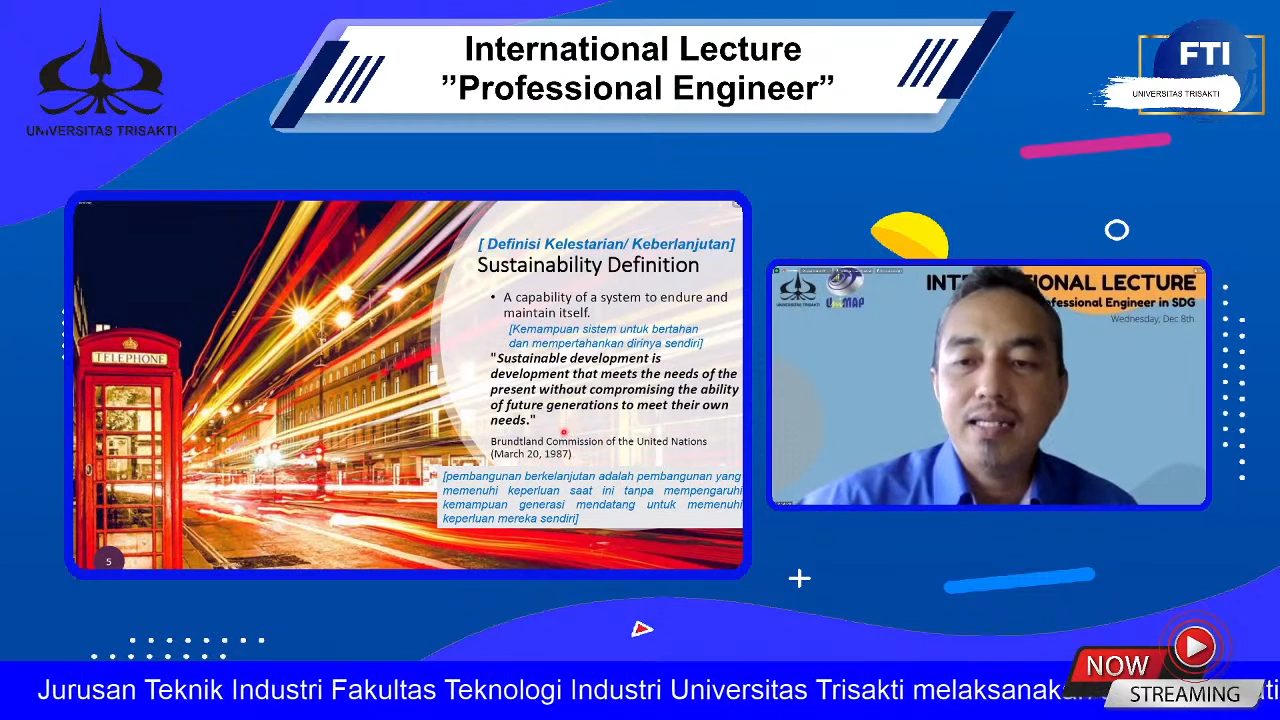 International Lecture
”Professional Engineer”
UNIVERSITAS TRISAKTI
FTI
UNIVERSITAS TRISAKTI
[ Definisi Kelestarian/ Keberlanjutan]
Sustainability Definition
• A capability of a system to endure and
maintain itself.
[Kemampuan sistem untuk bertahan
dan mempertahankan dirinya sendiri]
"Sustainable development is
development that meets the needs of the
present without compromising the ability
of future generations to meet their own
needs."
Brundtland Commission of the United Nations
(March 20, 1987)
[pembangunan berkelanjutan adalah pembangunan yang
memenuhi keperluan saat ini tanpa mempengaruhi
kemampuan generasi mendatang untuk memenuhi
keperluan mereka sendiri]
TELEPHONE
5
LECTURE
Professional Engineer in SDG
Wednesday, Dec 8th
UNIVERSITAS TRISAKTI
UniMAP
NOW
STREAMING
Jurusan Teknik Industri Fakultas Teknologi Industri Universitas Trisakti